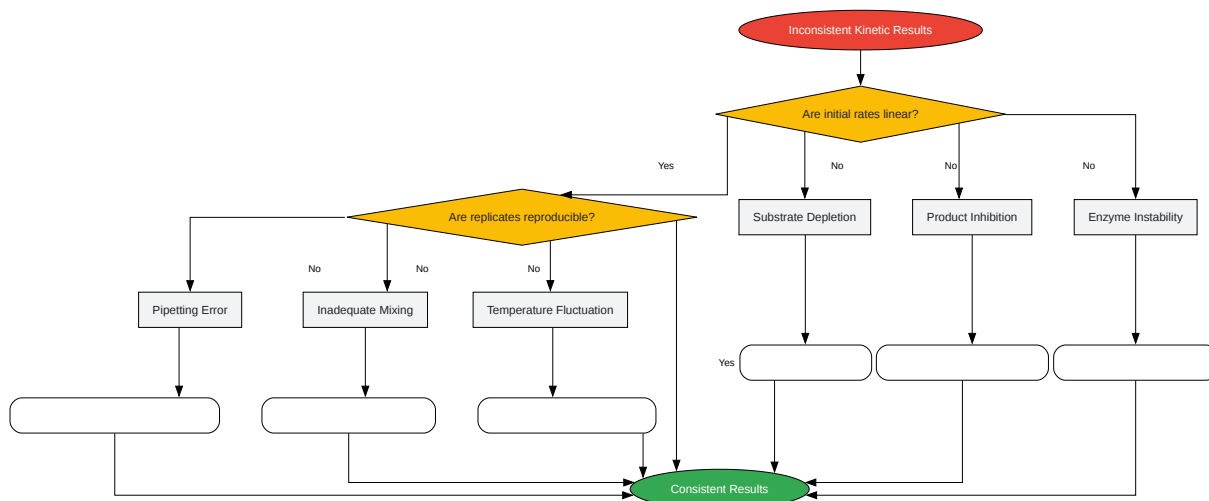 Inconsistent Kinetic Results
Are initial rates linear?
Yes
No
No
No
Are replicates reproducible?
Substrate Depletion
Product Inhibition
Enzyme Instability
No
No
No
Pipetting Error
Inadequate Mixing
Temperature Fluctuation
Yes
Consistent Results